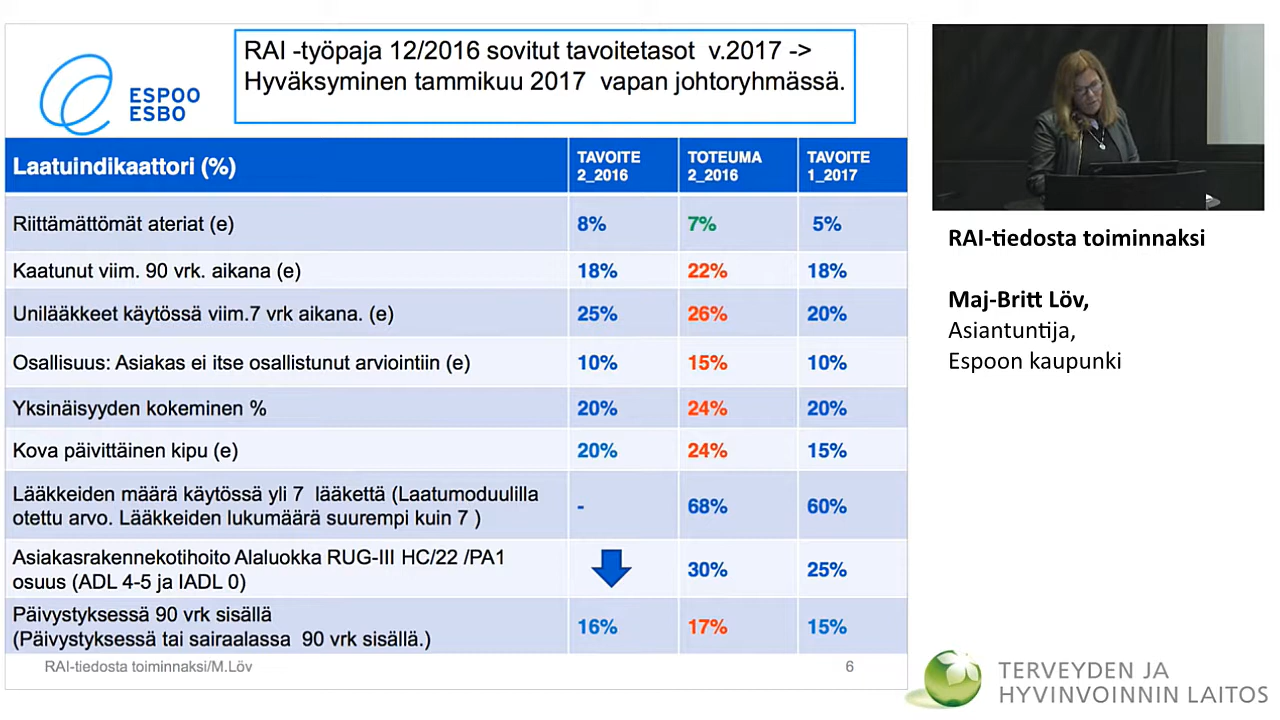 RAI -työpaja 12/2016 sovitut tavoitetasot v.2017 ->
Hyväksyminen tammikuu 2017 vapan johtoryhmässä.
ESPOO
ESBO
Laatuindikaattori (%)
TAVOITE 2_2016
TOTEUMA 2_2016
TAVOITE 1_2017
Riittämättömät ateriat (e) 8% 7% 5%
Kaatunut viim. 90 vrk. aikana (e) 18% 22% 18%
Unilääkkeet käytössä viim.7 vrk aikana. (e) 25% 26% 20%
Osallisuus: Asiakas ei itse osallistunut arviointiin (e) 10% 15% 10%
Yksinäisyyden kokeminen % 20% 24% 20%
Kova päivittäinen kipu (e) 20% 24% 15%
Lääkkeiden määrä käytössä yli 7 lääkettä (Laatumoduulilla
otettu arvo. Lääkkeiden lukumäärä suurempi kuin 7 ) - 68% 60%
Asiakasrakennekotihoito Alaluokka RUG-III HC/22 /PA1
osuus (ADL 4-5 ja IADL 0) 30% 25%
Päivystyksessä 90 vrk sisällä
(Päivystyksessä tai sairaalassa 90 vrk sisällä.) 16% 17% 15%
RAI-tiedosta toiminnaksi/M.Löv 6
RAI-tiedosta toiminnaksi
Maj-Britt Löv,
Asiantuntija,
Espoon kaupunki
TERVEYDEN JA
HYVINVOINNIN LAITOS